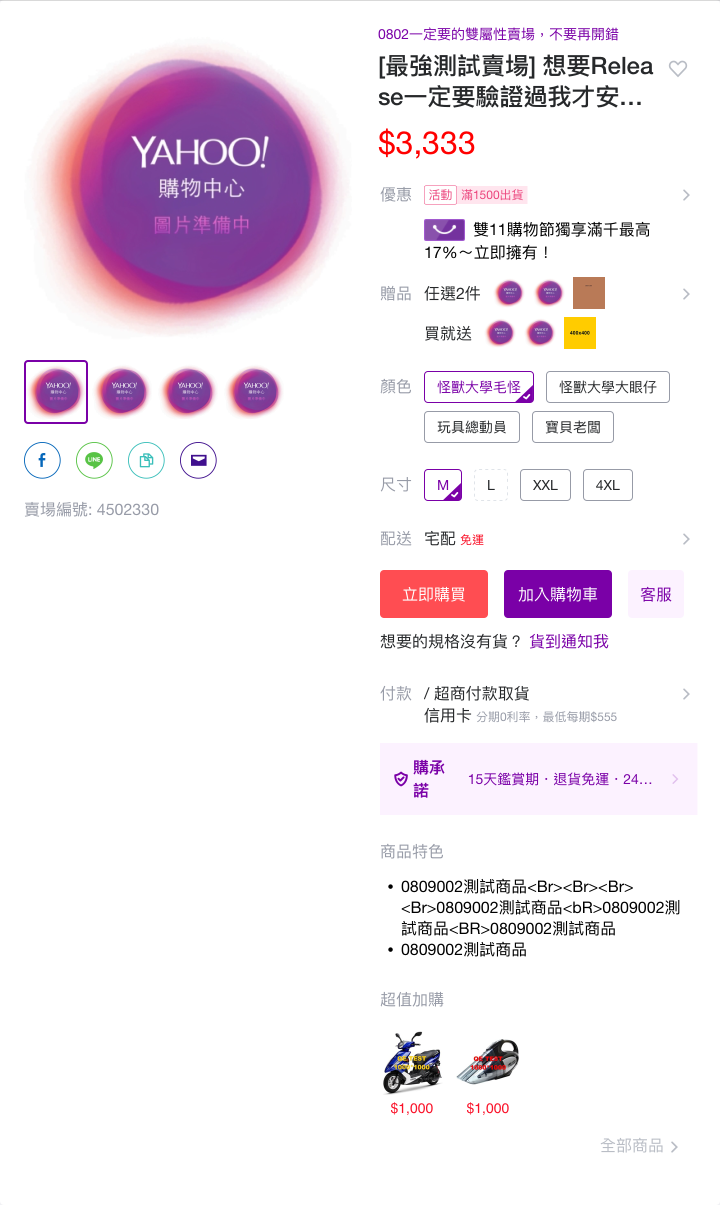 YAHOO!
購物中心
圖片準備中
YAHOO!
YAHOO!
YAHOO!
YAHOO!
f
LINE
賣場編號: 4502330
0802一定要的雙屬性賣場，不要再開錯
[最強測試賣場] 想要Relea
se一定要驗證過我才安...
$3,333
優惠 活動 滿1500出貨
雙11購物節獨享滿千最高
17%～立即擁有！
贈品 任選2件
買就送 400x400
顏色 怪獸大學毛怪 怪獸大學大眼仔
玩具總動員 寶貝老闆
尺寸 M L XXL 4XL
配送 宅配 免運
立即購買 加入購物車 客服
想要的規格沒有貨？ 貨到通知我
付款 / 超商付款取貨
信用卡 分期0利率，最低每期$555
購承
諾
15天鑑賞期．退貨免運．24...
商品特色
• 0809002測試商品<Br><Br><Br>
<Br>0809002測試商品<bR>0809002測
試商品<BR>0809002測試商品
• 0809002測試商品
超值加購
$1,000 $1,000
全部商品